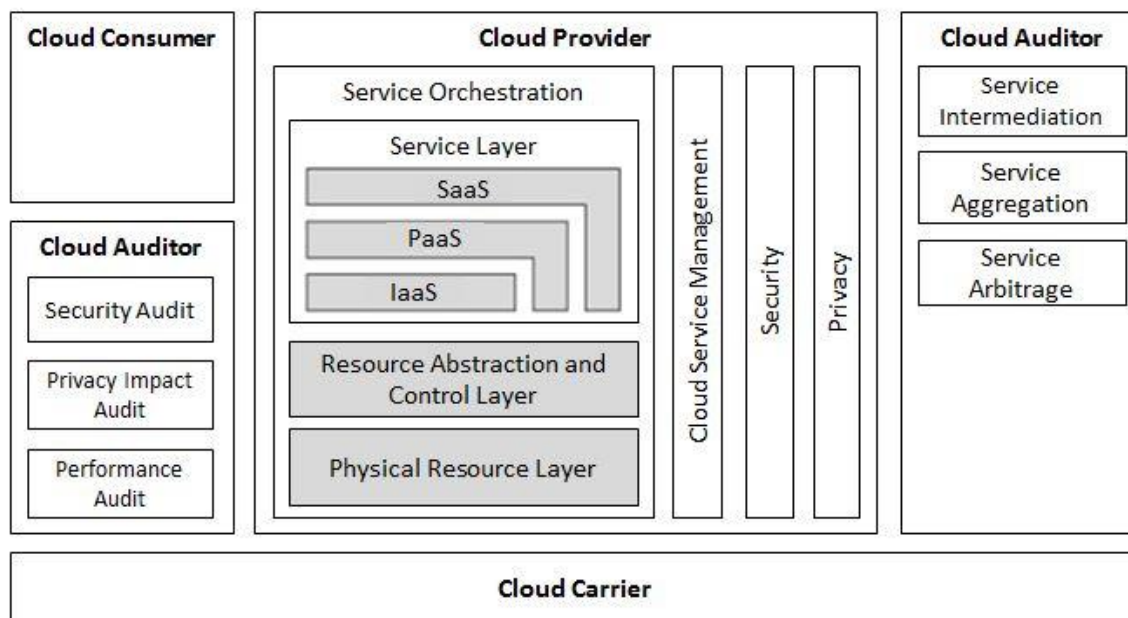 Cloud Consumer
Cloud Auditor
Security Audit
Privacy Impact
Audit
Performance
Audit
Cloud Provider
Service Orchestration
Service Layer
SaaS
PaaS
IaaS
Resource Abstraction and
Control Layer
Physical Resource Layer
Cloud Service Management
Security
Privacy
Cloud Auditor
Service
Intermediation
Service
Aggregation
Service
Arbitrage
Cloud Carrier